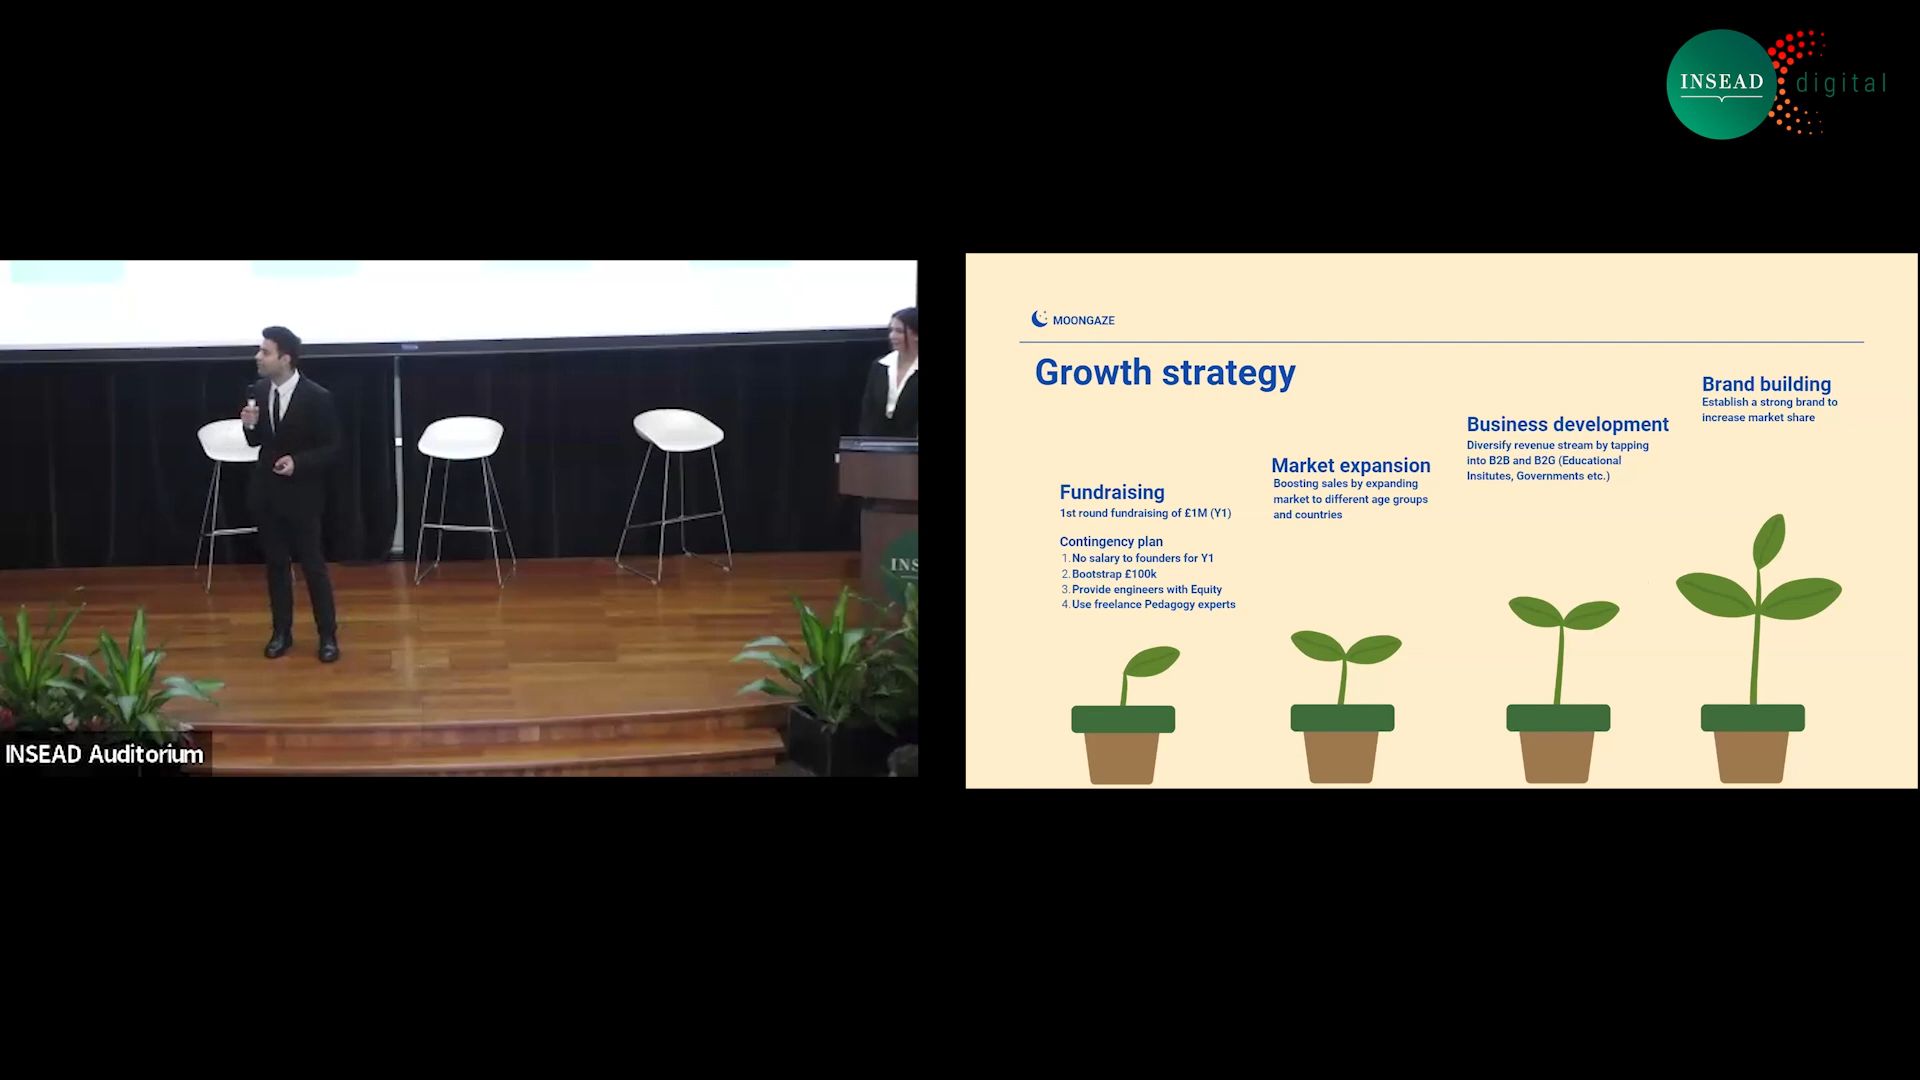 INSEAD digital
MOONGAZE
Growth strategy
Fundraising
1st round fundraising of £1M (Y1)
Contingency plan
1. No salary to founders for Y1
2. Bootstrap £100k
3. Provide engineers with Equity
4. Use freelance Pedagogy experts
Market expansion
Boosting sales by expanding
market to different age groups
and countries
Business development
Diversify revenue stream by tapping
into B2B and B2G (Educational
Insitutes, Governments etc.)
Brand building
Establish a strong brand to
increase market share
INS
INSEAD Auditorium